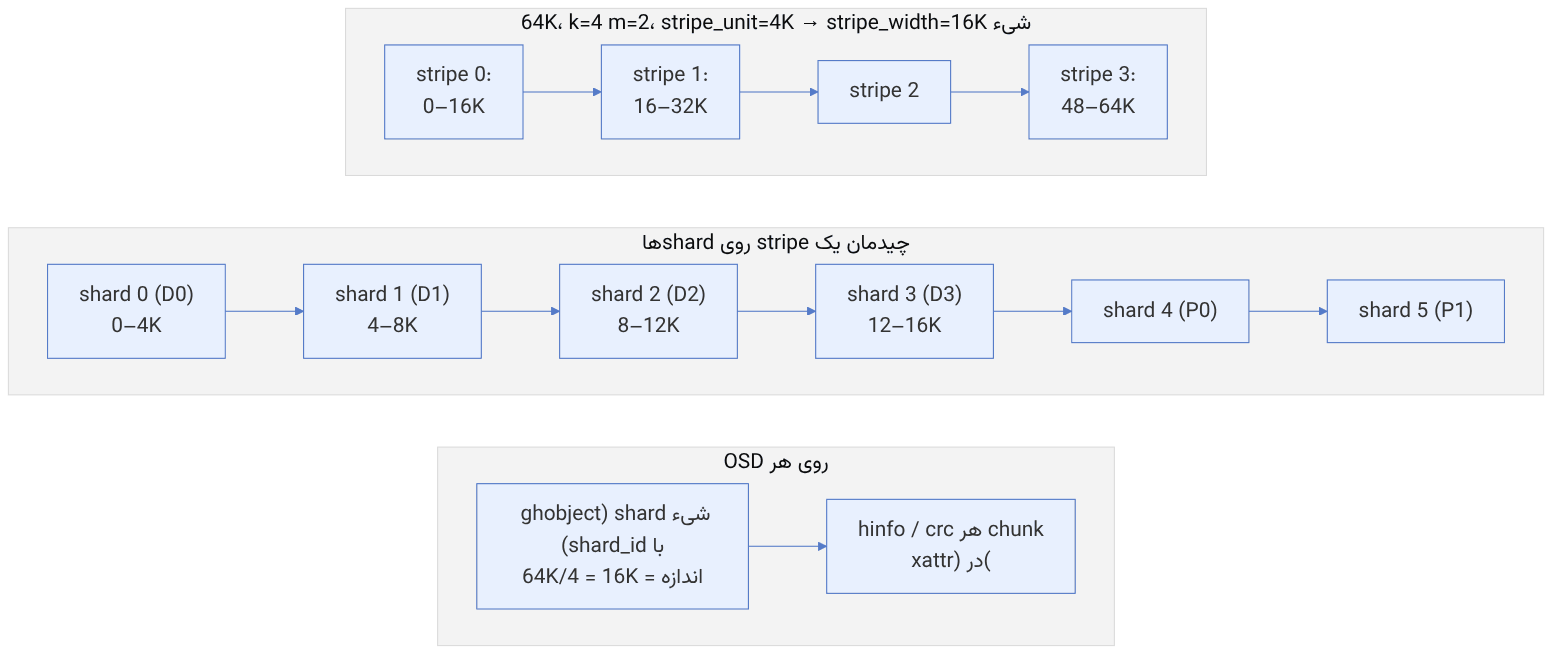 شیء 64K، k=4 m=2، stripe_unit=4K → stripe_width=16K
stripe 0:
0–16K
stripe 1:
16–32K
stripe 2
stripe 3:
48–64K
چیدمان یک stripe روی shardها
shard 0 (D0)
0–4K
shard 1 (D1)
4–8K
shard 2 (D2)
8–12K
shard 3 (D3)
12–16K
shard 4 (P0)
shard 5 (P1)
روی هر OSD
شیء shard (ghobject
با shard_id)
اندازه = 64K/4 = 16K
hinfo / crc هر chunk
(در xattr)